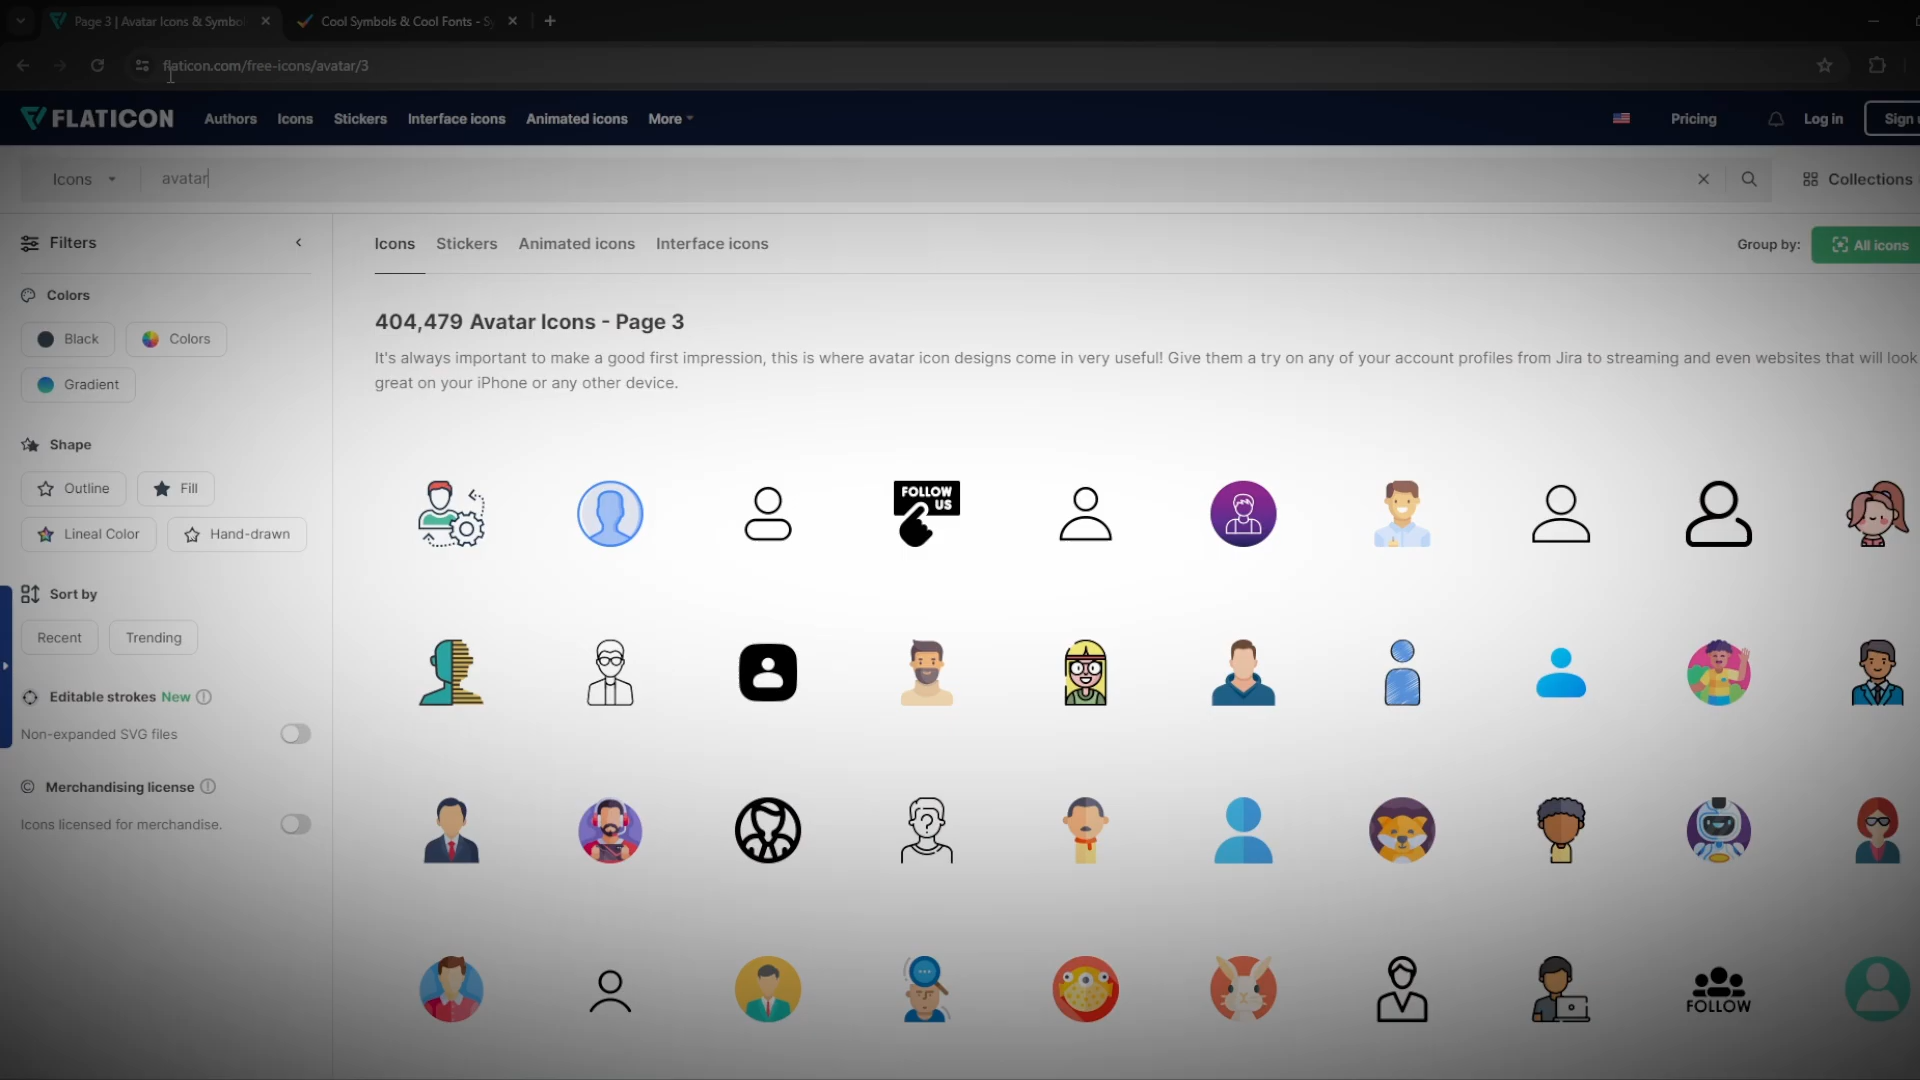 Page 3 | Avatar Icons & Symbol
Cool Symbols & Cool Fonts - Sy
flaticon.com/free-icons/avatar/3
FLATICON
Authors
Icons
Stickers
Interface icons
Animated icons
More
Pricing
Log in
Sign u
Icons
avatar
Collections
Filters
Icons
Stickers
Animated icons
Interface icons
Group by:
All icons
Colors
Black
Colors
Gradient
404,479 Avatar Icons - Page 3
It's always important to make a good first impression, this is where avatar icon designs come in very useful! Give them a try on any of your account profiles from Jira to streaming and even websites that will look
great on your iPhone or any other device.
Shape
Outline
Fill
Lineal Color
Hand-drawn
FOLLOW
US
Sort by
Recent
Trending
Editable strokes New
Non-expanded SVG files
Merchandising license
Icons licensed for merchandise.
FOLLOW